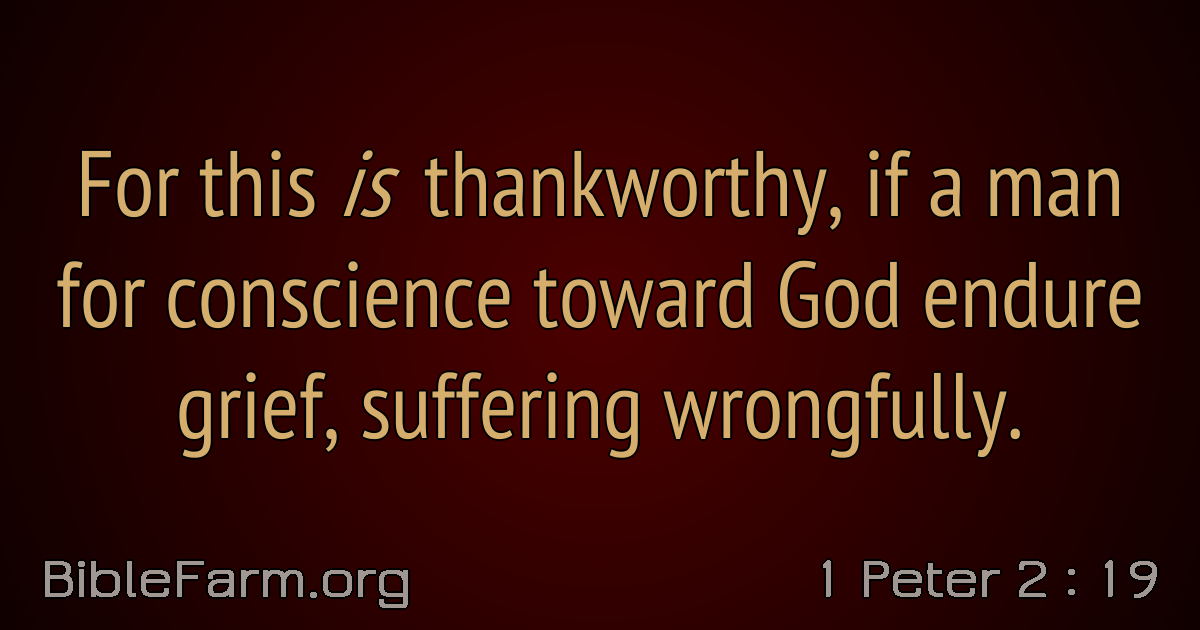 For this is thankworthy, if a man
for conscience toward God endure
grief, suffering wrongfully.
BibleFarm.org
1 Peter 2 : 19